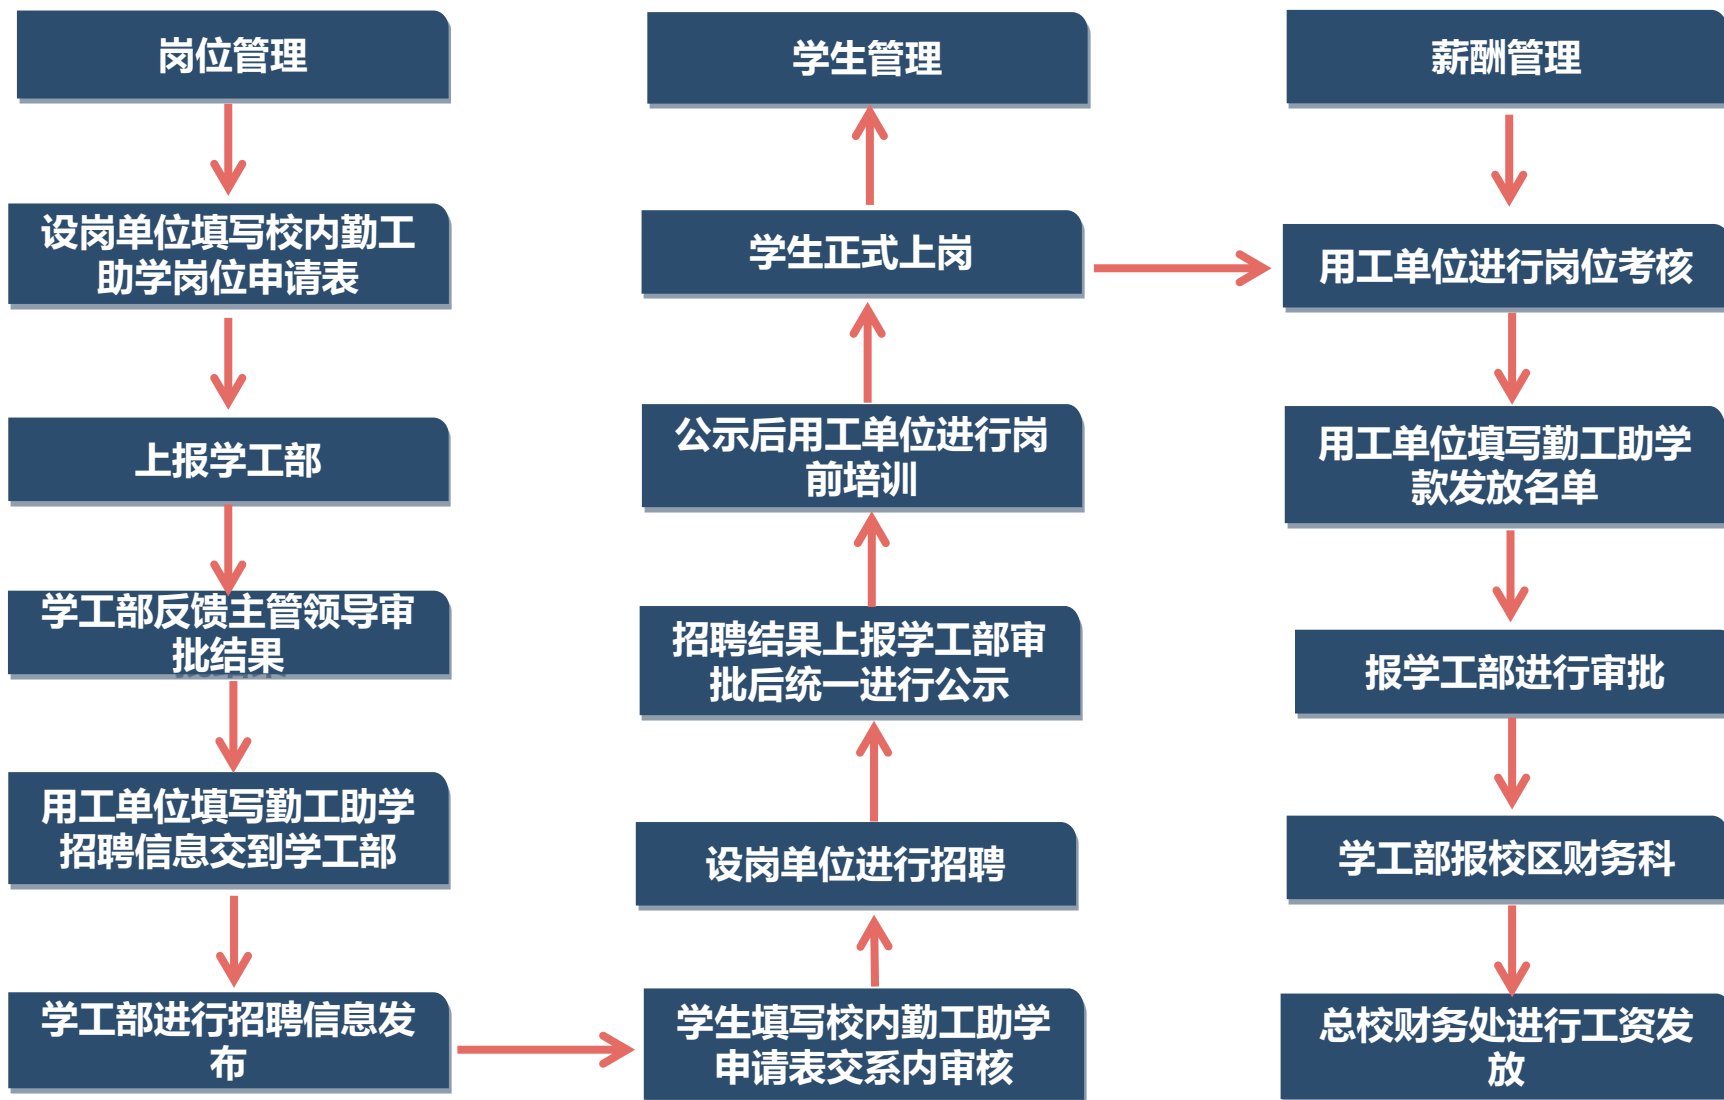 岗位管理
设岗单位填写校内勤工
助学岗位申请表
上报学工部
学工部反馈主管领导审
批结果
用工单位填写勤工助学
招聘信息交到学工部
学工部进行招聘信息发
布
学生管理
学生正式上岗
公示后用工单位进行岗
前培训
招聘结果上报学工部审
批后统一进行公示
设岗单位进行招聘
学生填写校内勤工助学
申请表交系内审核
薪酬管理
用工单位进行岗位考核
用工单位填写勤工助学
款发放名单
报学工部进行审批
学工部报校区财务科
总校财务处进行工资发
放